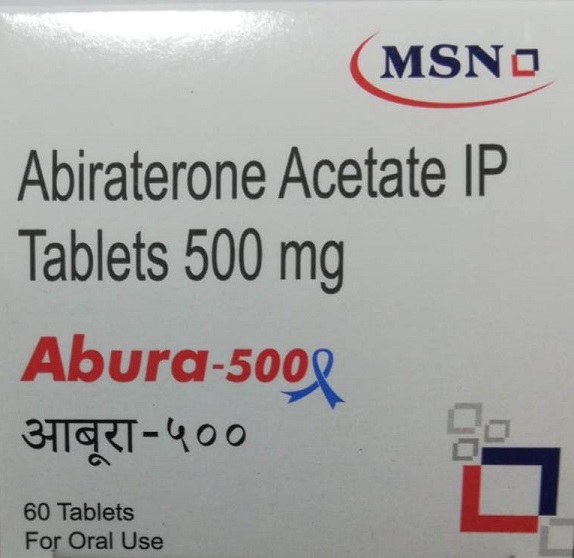 MSN
Abiraterone Acetate IP
Tablets 500 mg
Abura-500
आबूरा-५००
60 Tablets
For Oral Use